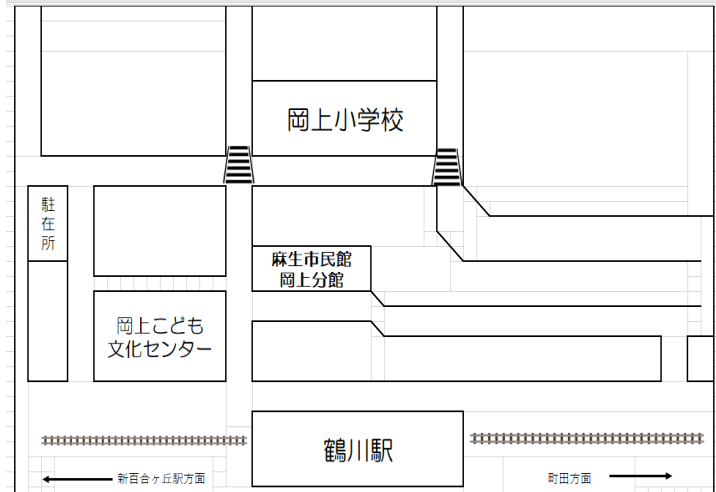 岡上小学校
駐在所
麻生市民館
岡上分館
岡上こども
文化センター
鶴川駅
新百合ヶ丘駅方面
町田方面